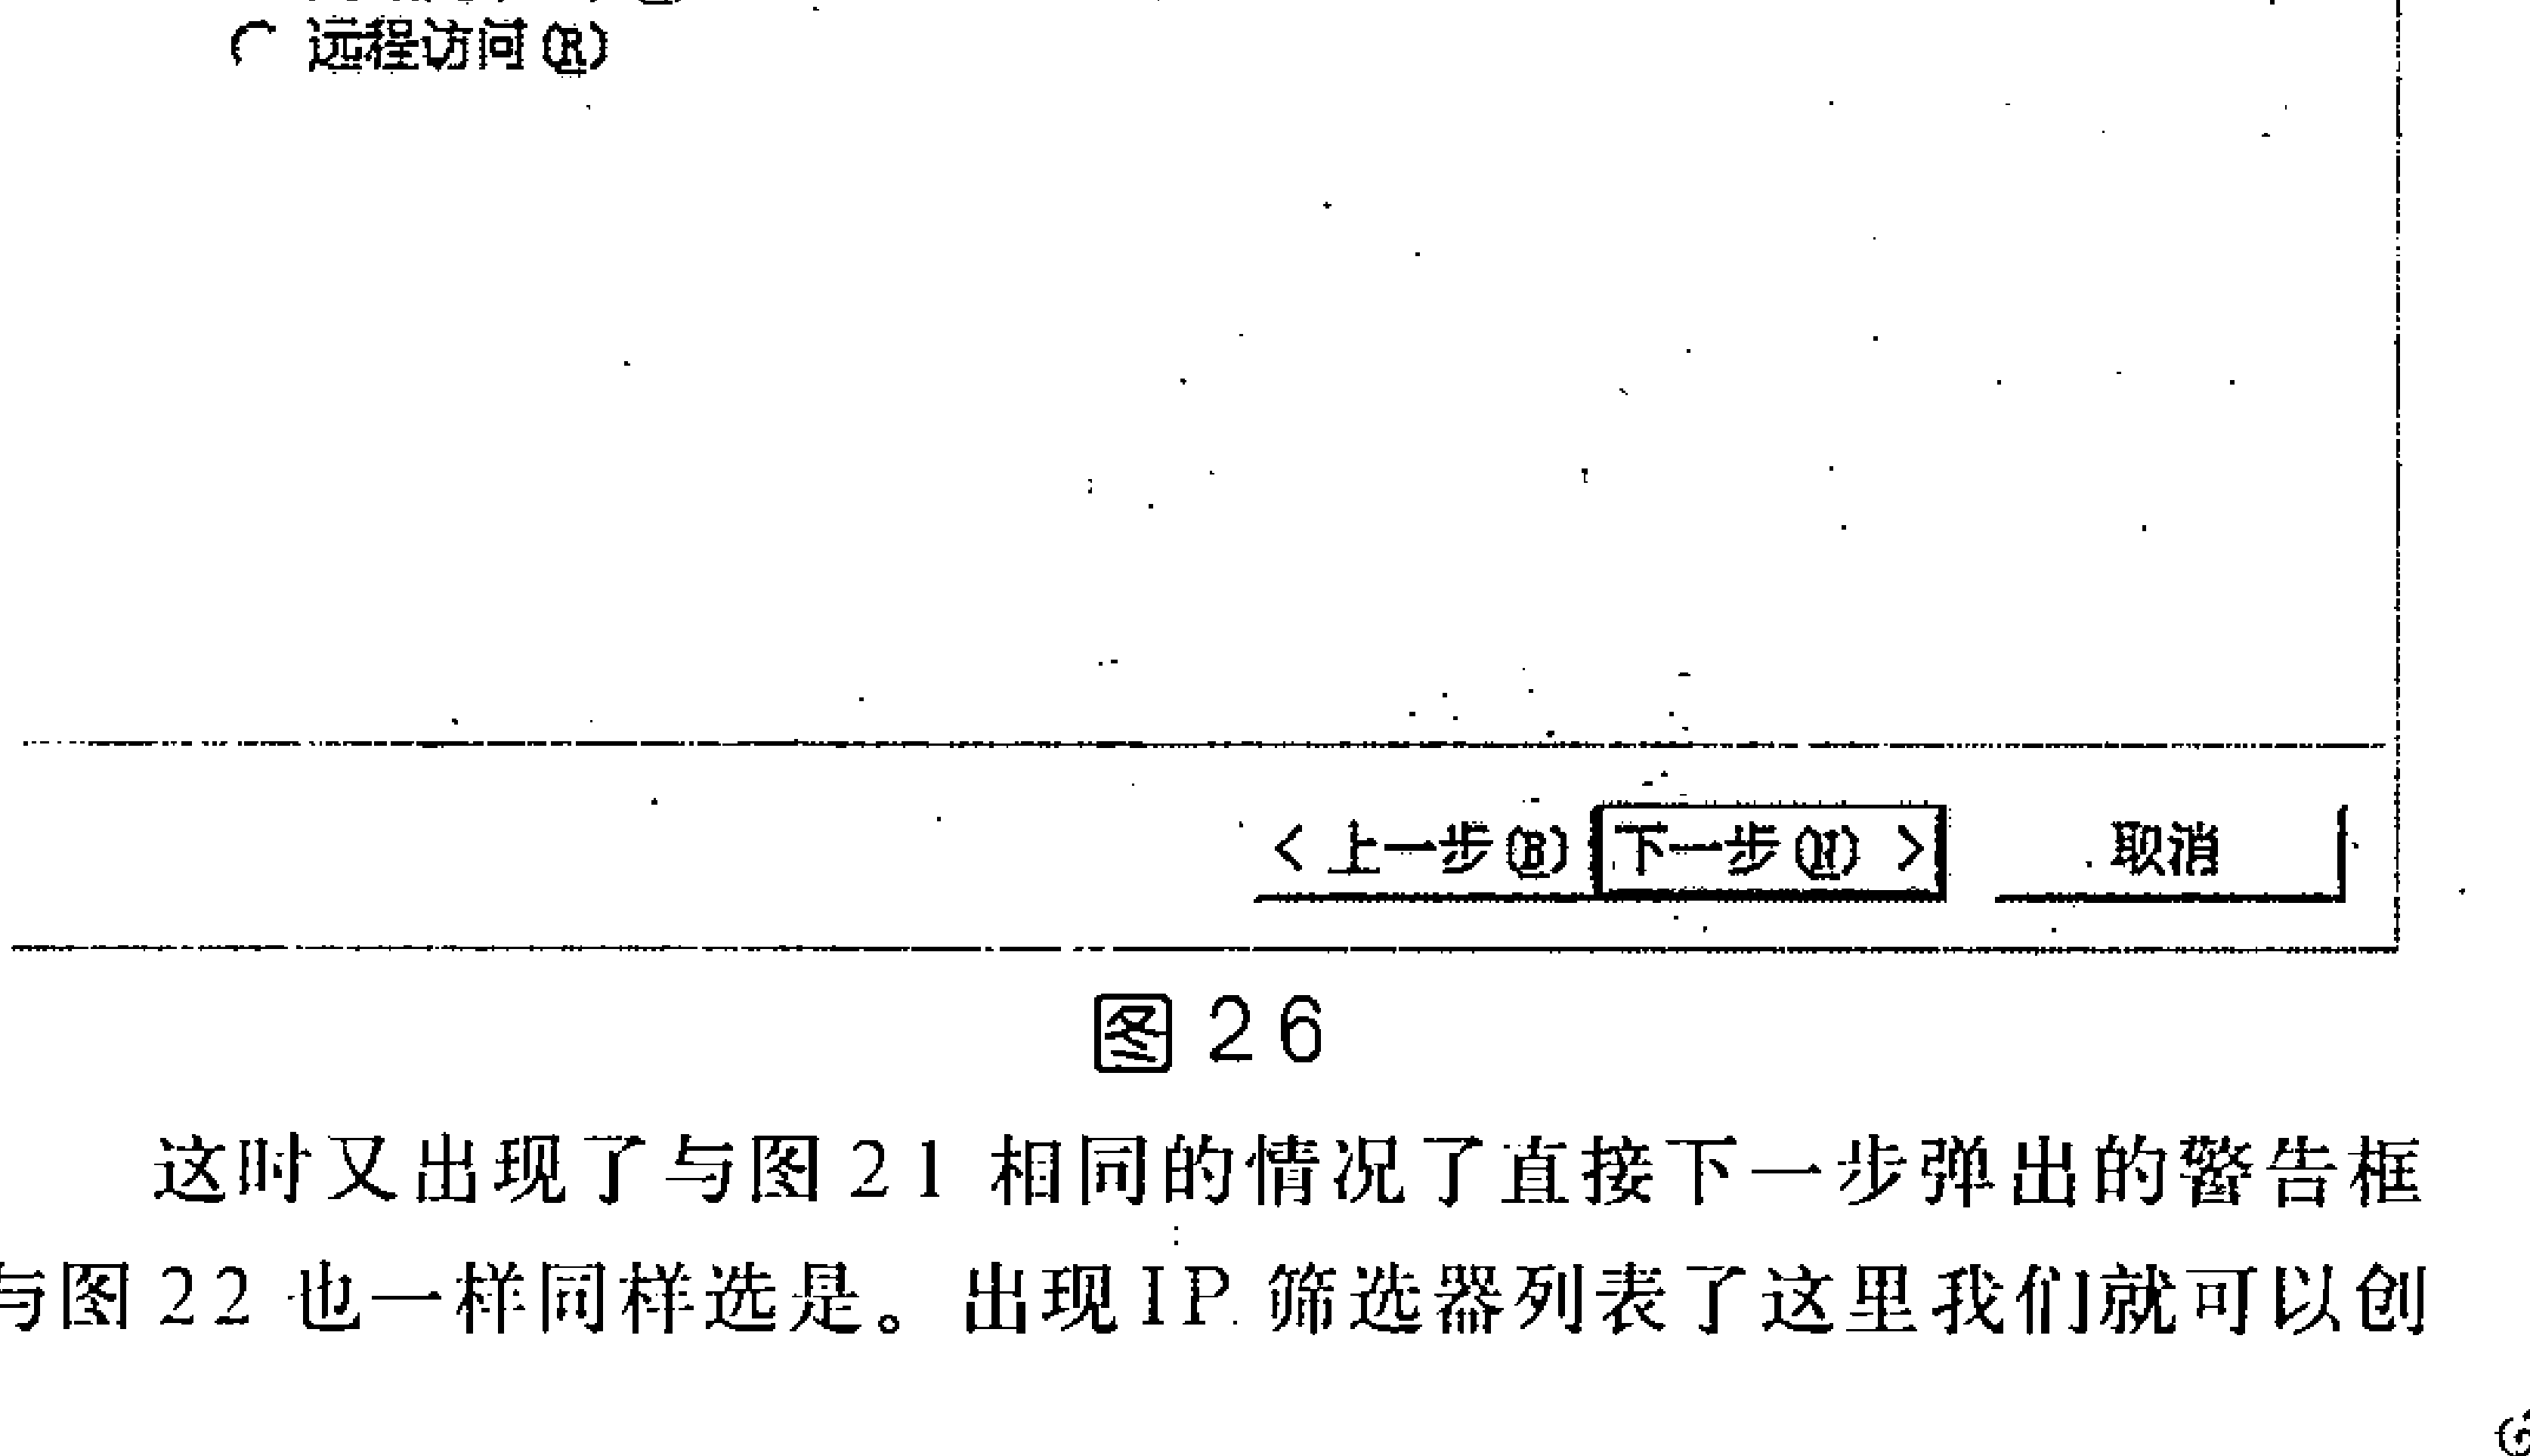 远程访问(R)
< 上一步(B) 下一步(N) > 取消
图 26
这时又出现了与图 21 相同的情况了直接下一步弹出的警告框
与图 22 也一样同样选是。出现 IP 筛选器列表了这里我们就可以创